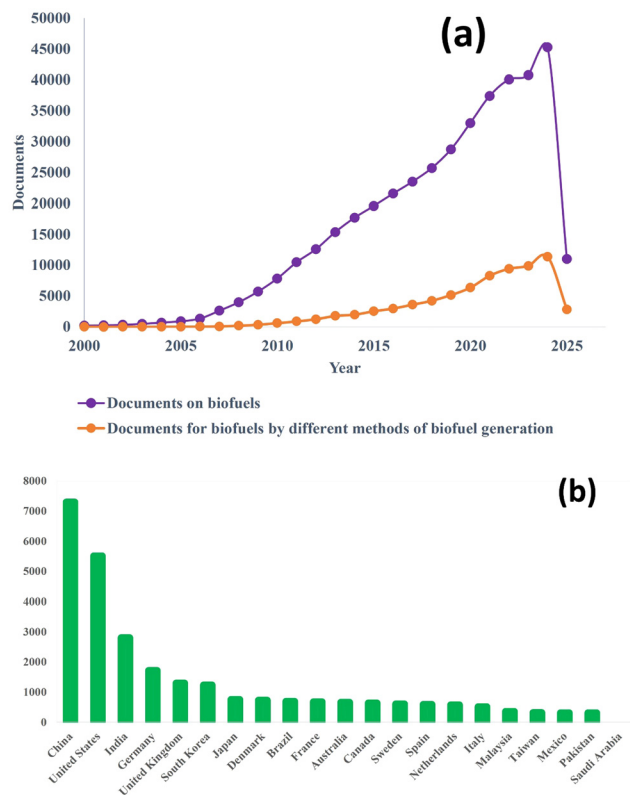 (a)
50000
45000
40000
35000
30000
25000
20000
15000
10000
5000
0
Documents
2000 2005 2010 2015 2020 2025
Year
Documents on biofuels
Documents for biofuels by different methods of biofuel generation
(b)
8000
7000
6000
5000
4000
3000
2000
1000
0
China
United States
India
Germany
United Kingdom
South Korea
Japan
Denmark
Brazil
France
Australia
Canada
Sweden
Spain
Netherlands
Italy
Malaysia
Taiwan
Mexico
Pakistan
Saudi Arabia